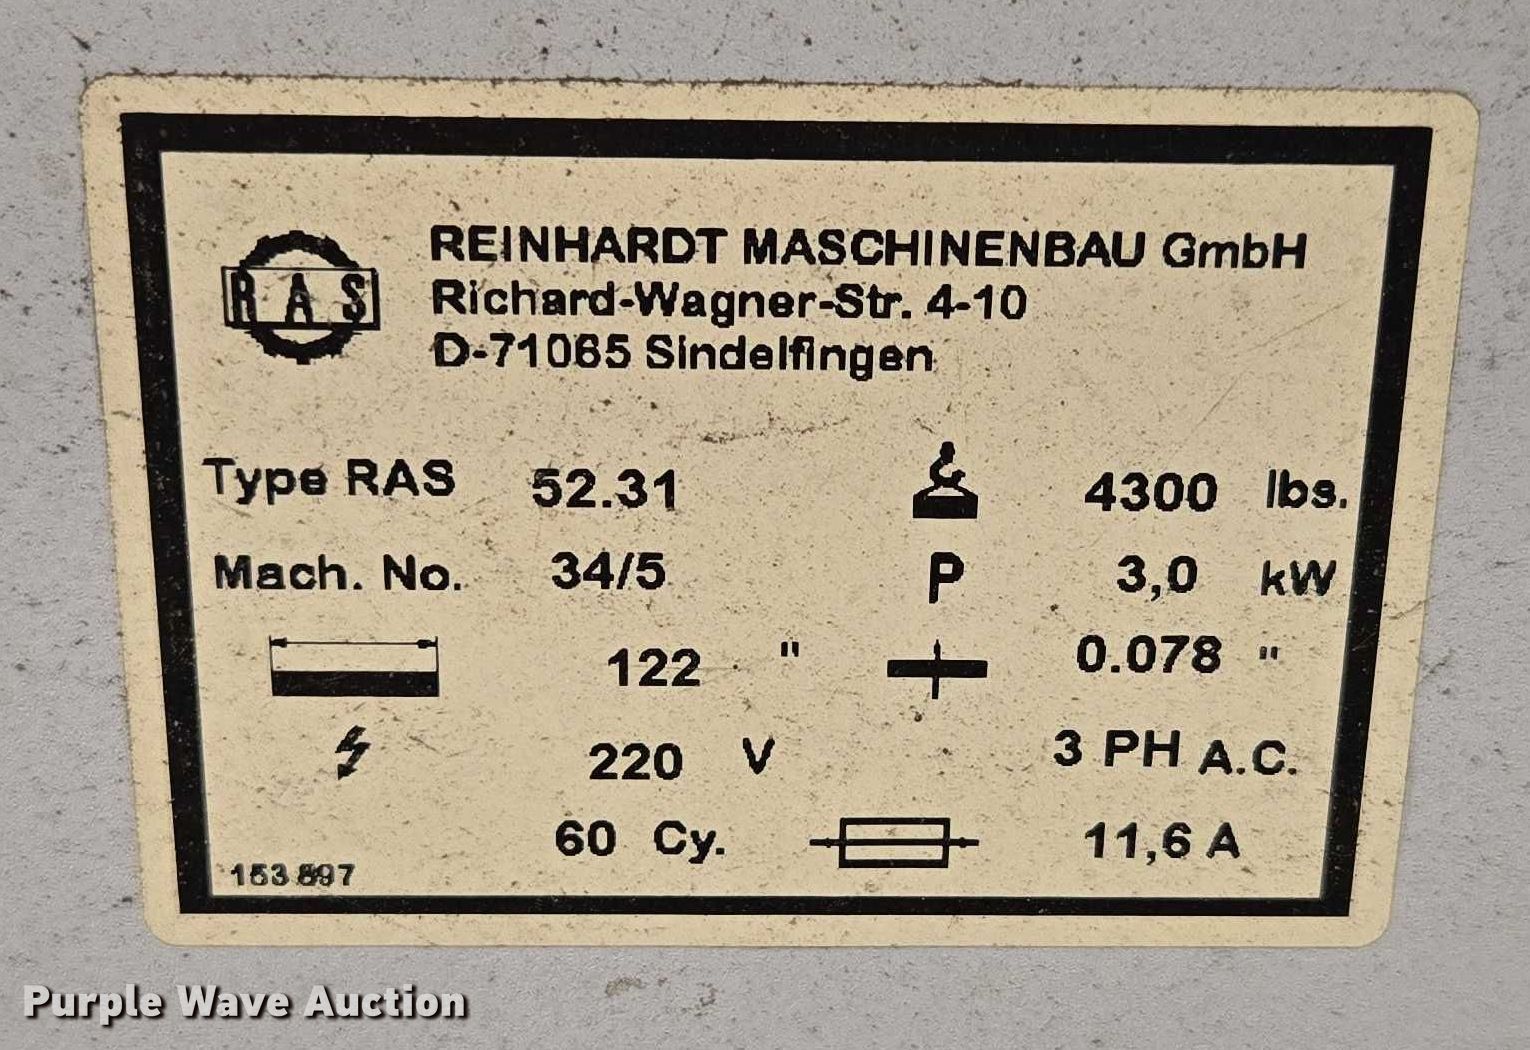 RAS
REINHARDT MASCHINENBAU GmbH
Richard-Wagner-Str. 4-10
D-71065 Sindelfingen
Type RAS 52.31 4300 lbs.
Mach. No. 34/5 P 3,0 kW
122 " 0.078 "
220 V 3 PH A.C.
60 Cy. 11,6 A
153 897
Purple Wave Auction